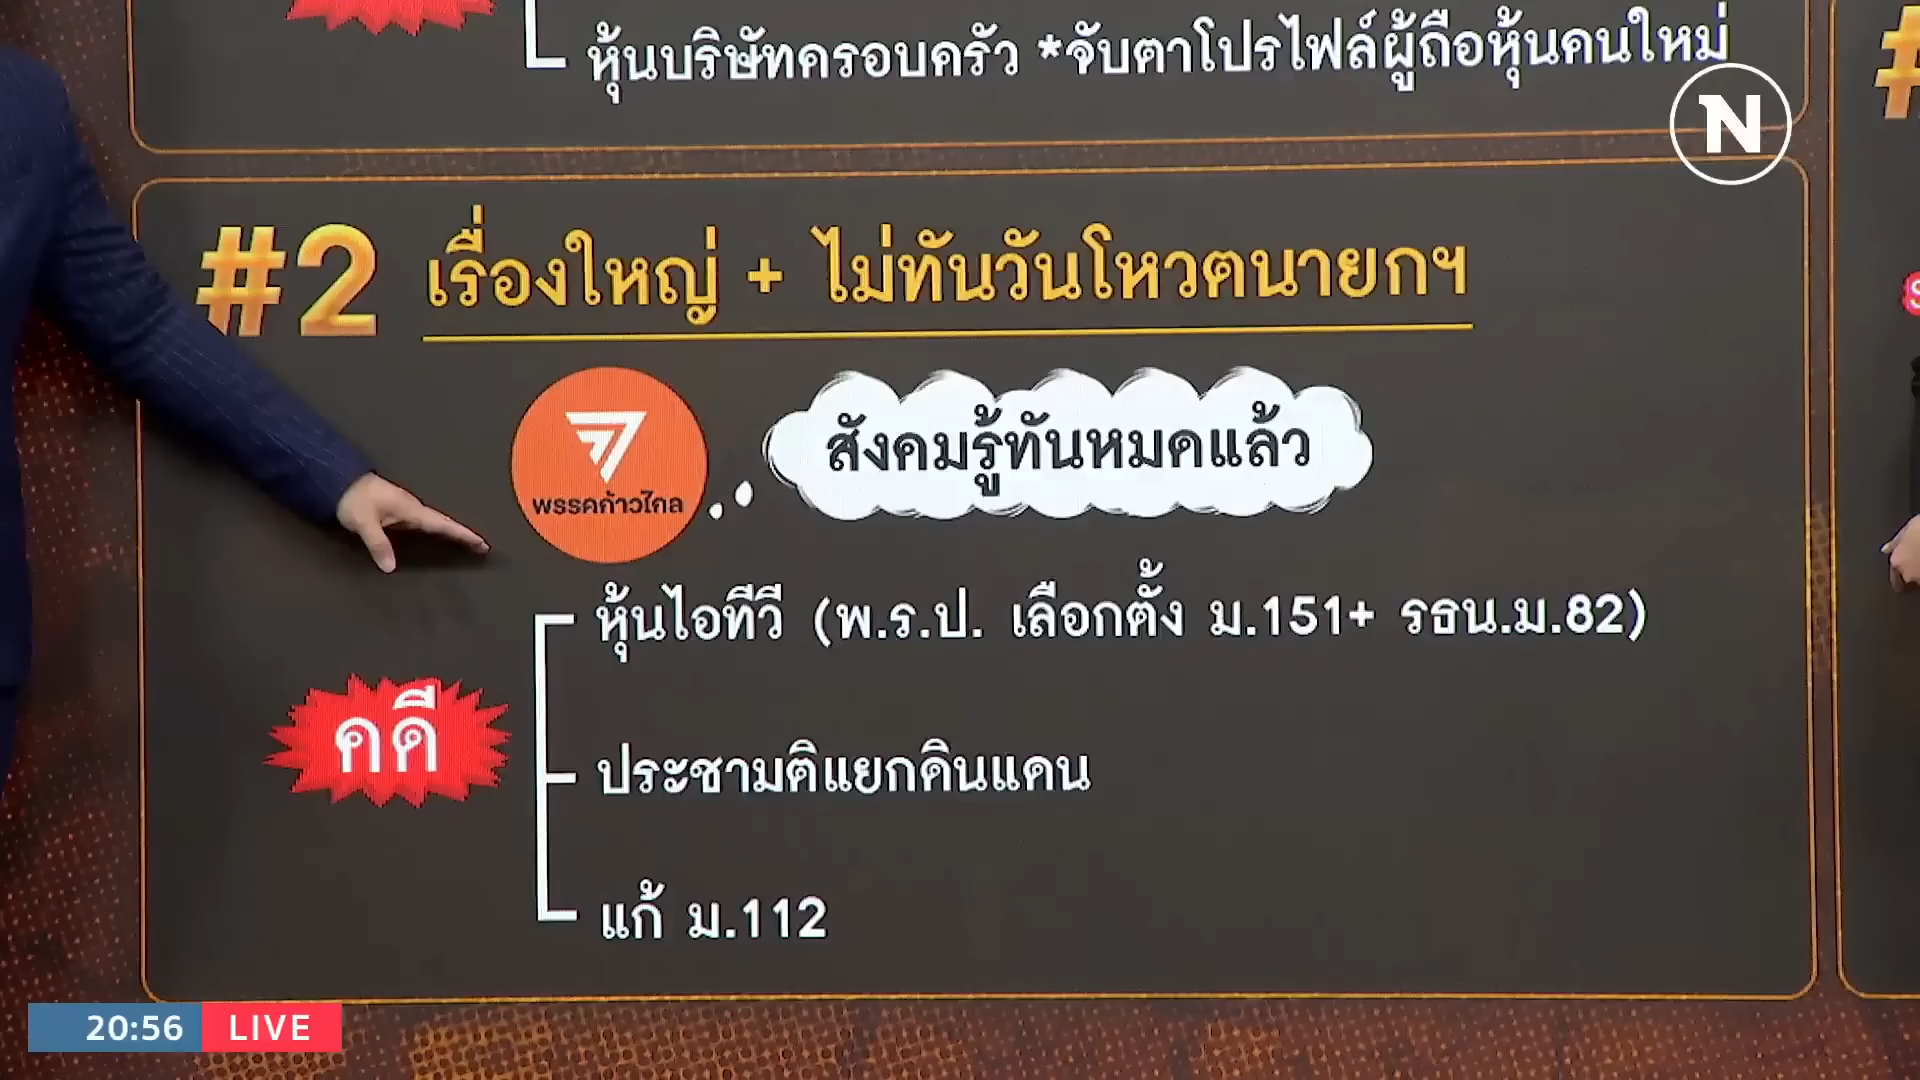 หุ้นบริษัทครอบครัว *จับตาโปรไฟล์ผู้ถือหุ้นคนใหม่
N
#2 เรื่องใหญ่ + ไม่ทันวันโหวตนายกฯ
พรรคก้าวไกล
สังคมรู้ทันหมดแล้ว
หุ้นไอทีวี (พ.ร.ป. เลือกตั้ง ม.151+ รธน.ม.82)
คดี
ประชามติแยกดินแดน
แก้ ม.112
20:56 LIVE
#